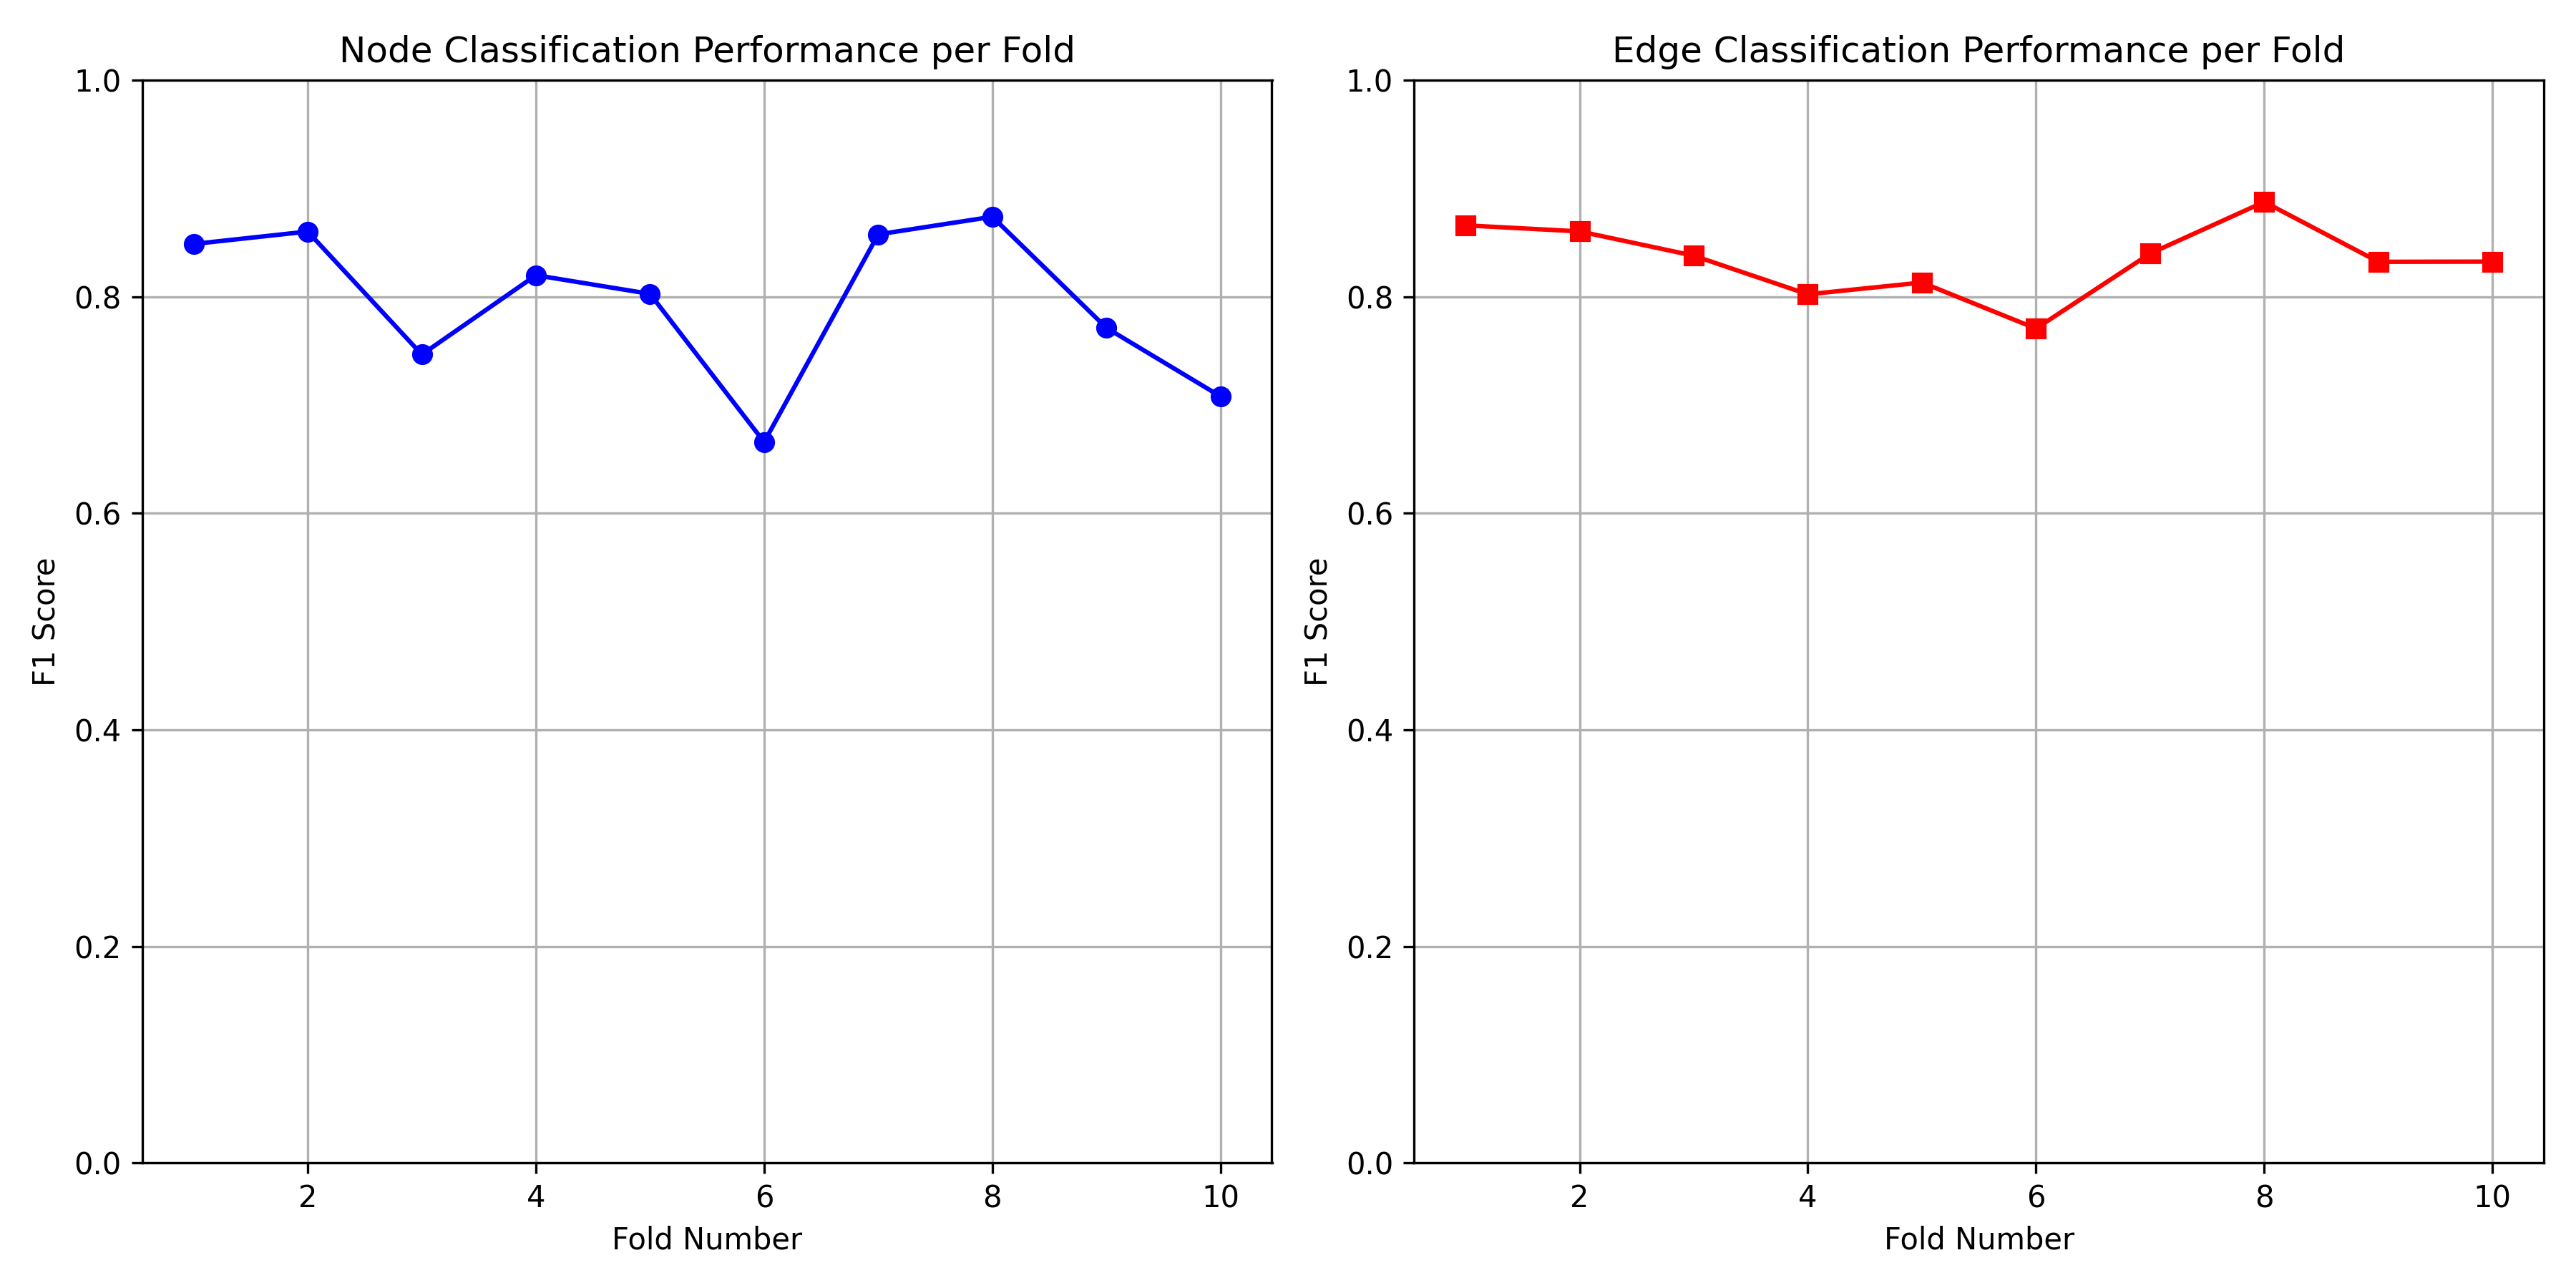 Node Classification Performance per Fold
1.0
0.8
0.6
0.4
0.2
0.0
F1 Score
2 4 6 8 10
Fold Number
Edge Classification Performance per Fold
1.0
0.8
0.6
0.4
0.2
0.0
F1 Score
2 4 6 8 10
Fold Number